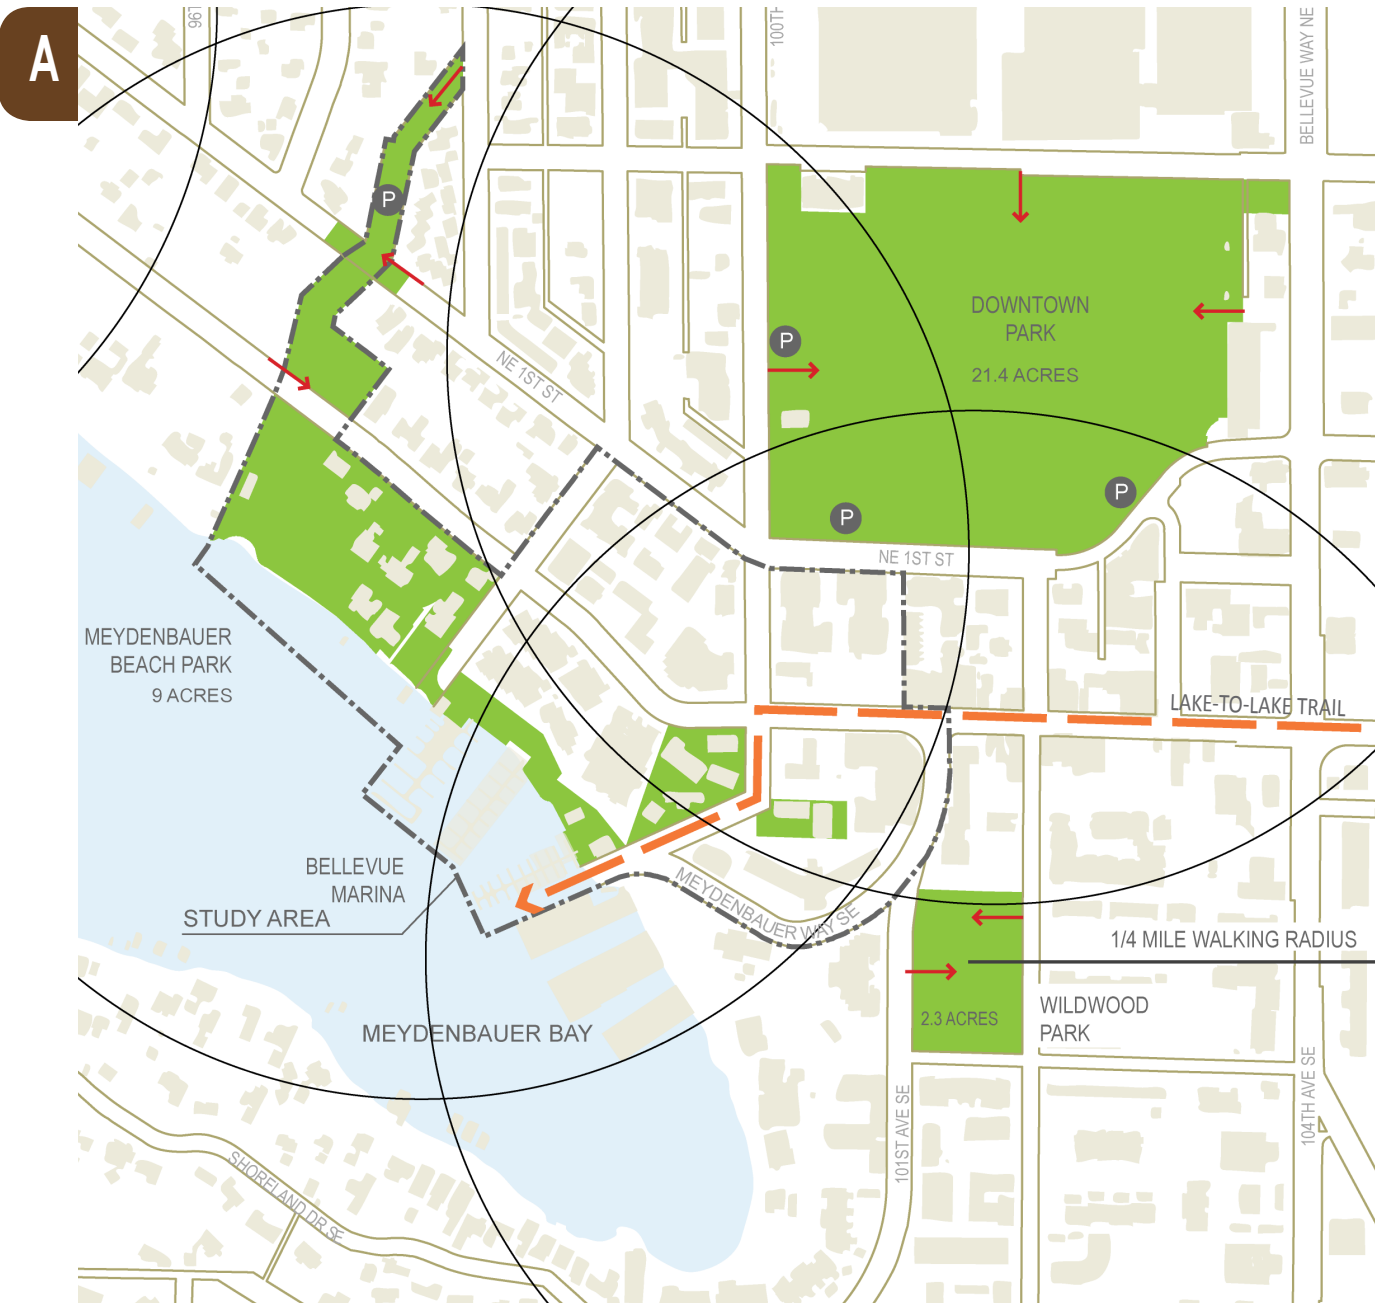 A
96T
100TH
BELLEVUE WAY NE
P
DOWNTOWN
PARK
21.4 ACRES
P
NE 1ST ST
P
P
NE 1ST ST
MEYDENBAUER
BEACH PARK
9 ACRES
LAKE-TO-LAKE TRAIL
BELLEVUE
MARINA
STUDY AREA
MEYDENBAUER WAY SE
1/4 MILE WALKING RADIUS
WILDWOOD
PARK
2.3 ACRES
MEYDENBAUER BAY
101ST AVE SE
104TH AVE SE
SHORELAND DR SE